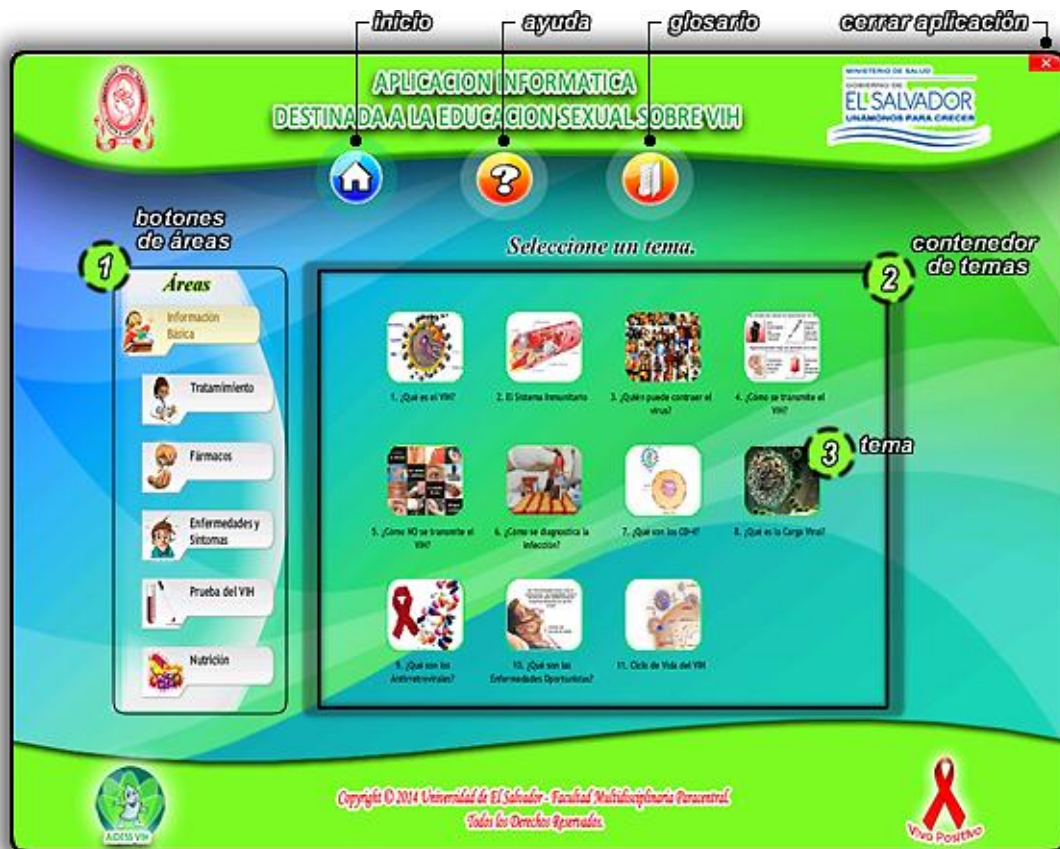 inicio
ayuda
glosario
cerrar aplicación
APLICACION INFORMATICA
DESTINADA A LA EDUCACION SEXUAL SOBRE VIH
MINISTERIO DE SALUD
GOBIERNO DE
EL SALVADOR
UNÁMONOS PARA CRECER
botones
de áreas
1
Seleccione un tema.
contenedor
de temas
2
Áreas
Información
Básica
Tratamimiento
Fármacos
Enfermedades y
Síntomas
Prueba del VIH
Nutrición
1. ¿Qué es el VIH?
2. El Sistema Inmunitario
3. ¿Quién puede contraer el
virus?
4. ¿Cómo se transmite el
VIH?
3
tema
5. ¿Cómo NO se transmite el
VIH?
6. ¿Cómo se diagnostica la
infección?
7. ¿Qué son los CD4?
8. ¿Qué es la Carga Viral?
9. ¿Qué son los
Antirretrovirales?
10. ¿Qué son las
Enfermedades Oportunistas?
11. Ciclo de Vida del VIH
AIDESS VIH
Copyright © 2014 Universidad de El Salvador - Facultad Multidisciplinaria Paracentral.
Todos los Derechos Reservados.
Vivo Positivo